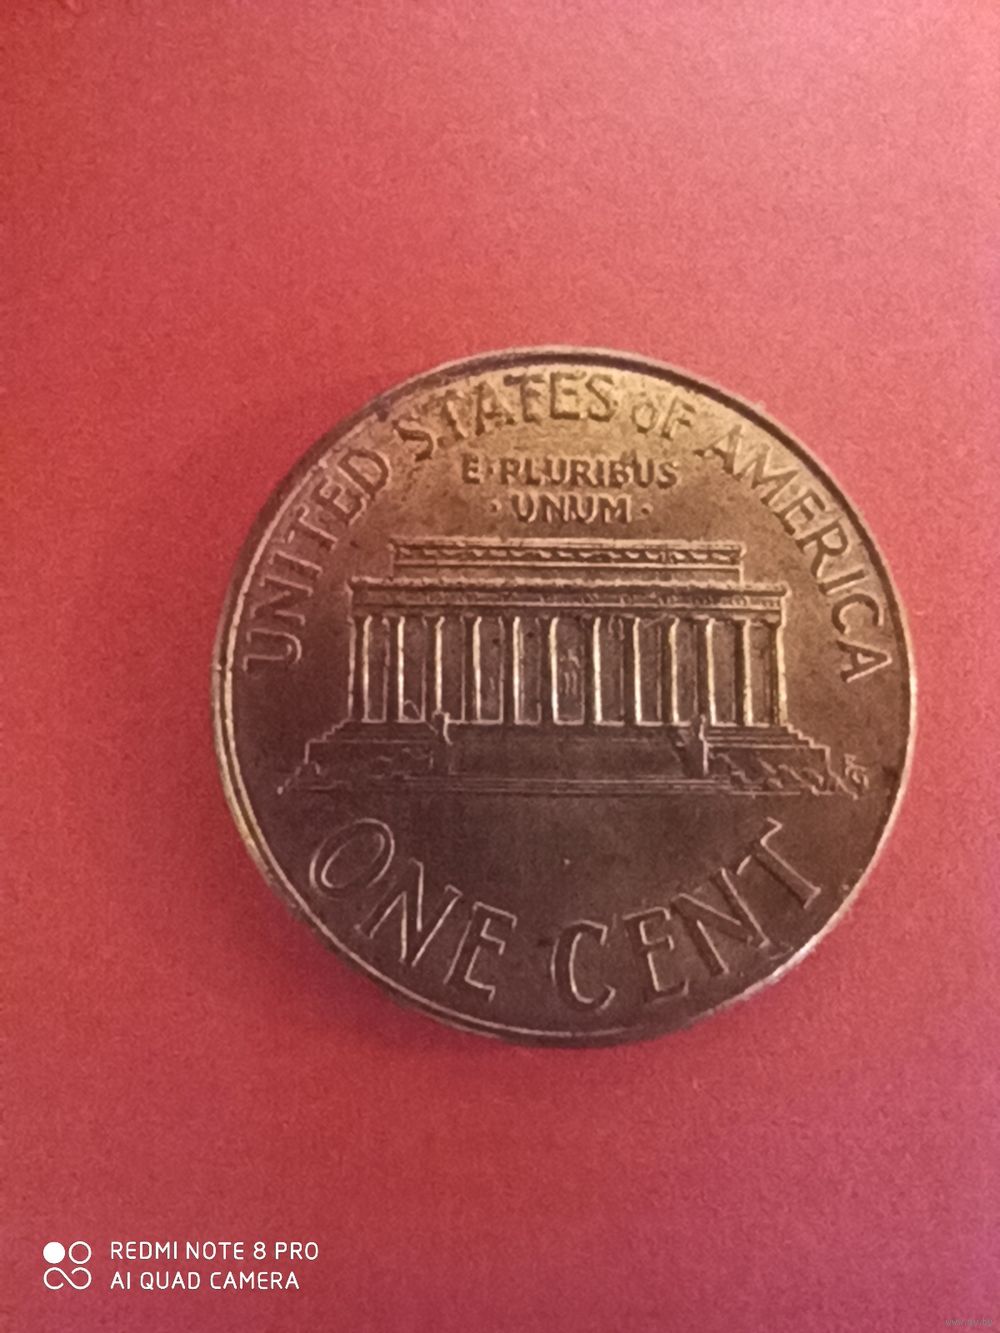 UNITED STATES OF AMERICA
E·PLURIBUS
·UNUM·
ONE CENT
REDMI NOTE 8 PRO
AI QUAD CAMERA